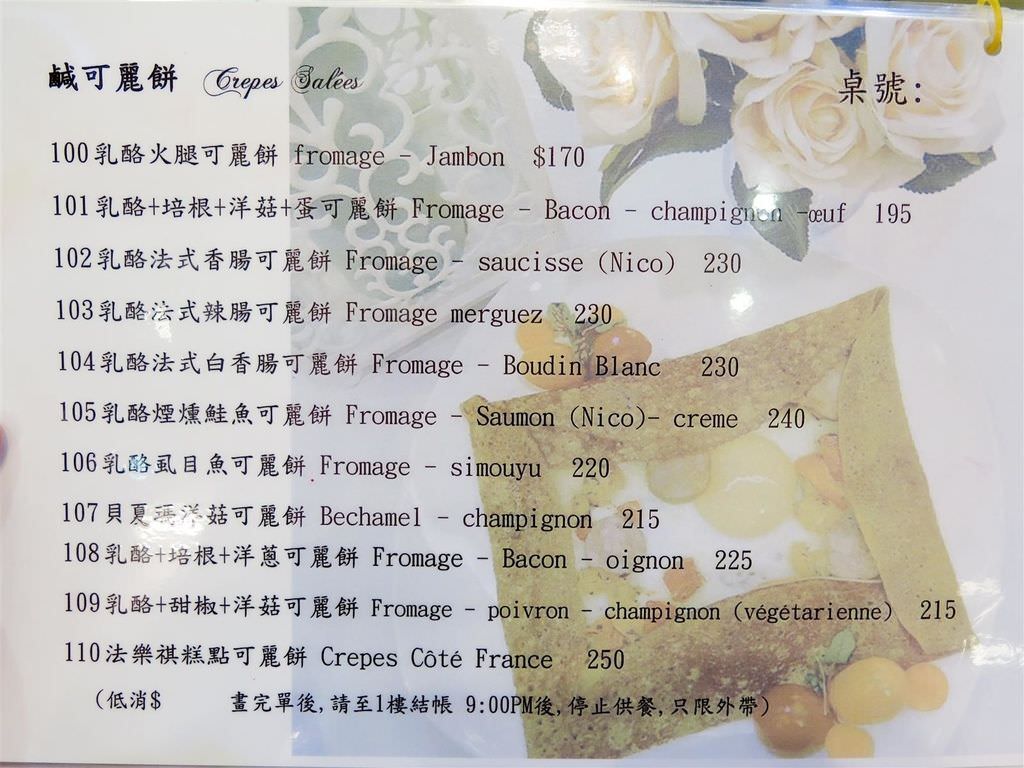 鹹可麗餅 Crepes Salées
桌號:
100乳酪火腿可麗餅 fromage - Jambon $170
101乳酪+培根+洋菇+蛋可麗餅 Fromage - Bacon - champignon -œuf 195
102乳酪法式香腸可麗餅 Fromage - saucisse (Nico) 230
103乳酪法式辣腸可麗餅 Fromage merguez 230
104乳酪法式白香腸可麗餅 Fromage - Boudin Blanc 230
105乳酪煙燻鮭魚可麗餅 Fromage - Saumon (Nico)- creme 240
106乳酪虱目魚可麗餅 Fromage - simouyu 220
107貝夏瑪洋菇可麗餅 Bechamel - champignon 215
108乳酪+培根+洋蔥可麗餅 Fromage - Bacon - oignon 225
109乳酪+甜椒+洋菇可麗餅 Fromage - poivron - champignon (végétarienne) 215
110法樂祺糕點可麗餅 Crepes Côté France 250
(低消$ 畫完單後,請至1樓結帳 9:00PM後,停止供餐,只限外帶)